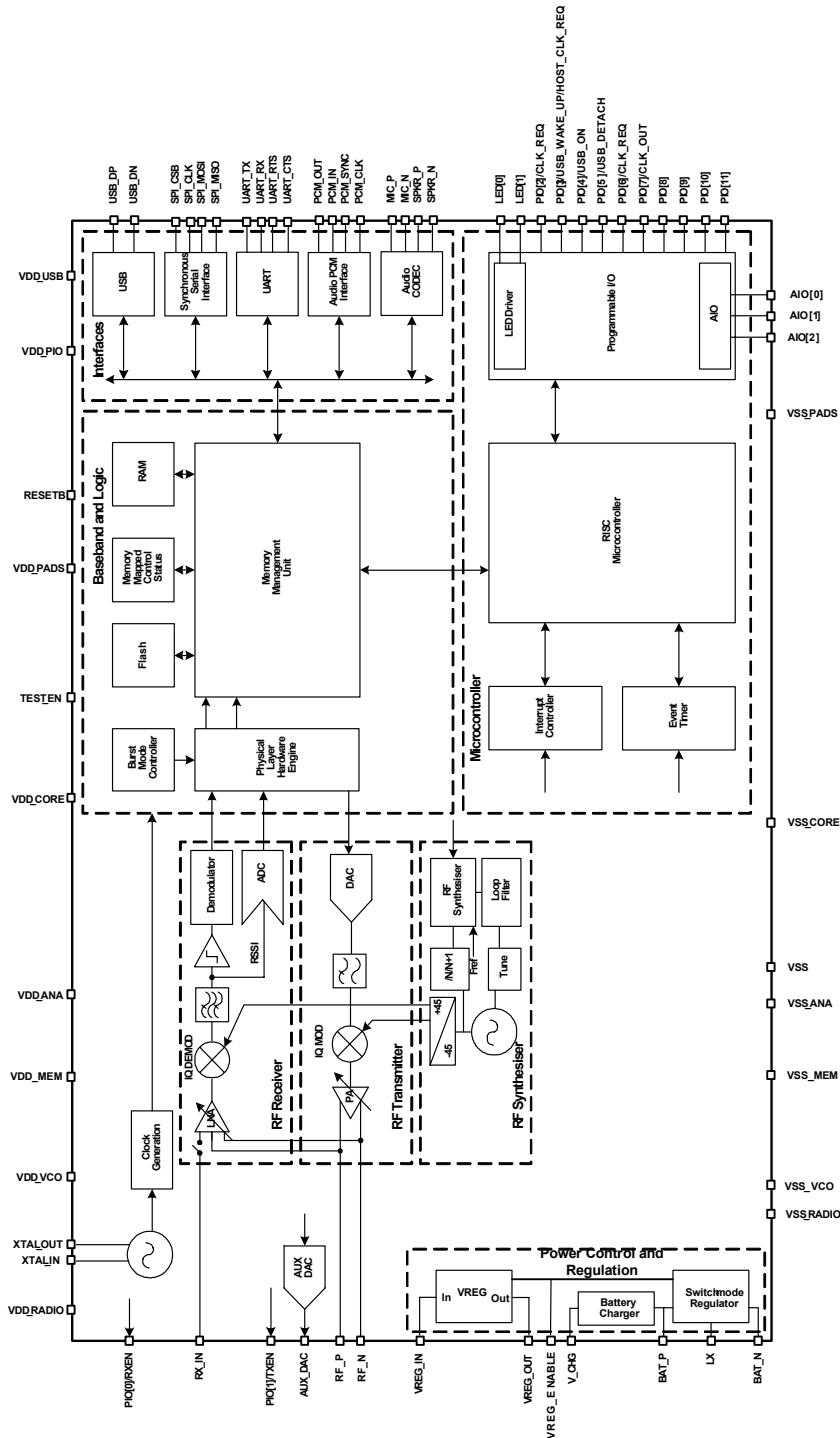 USB_DP
USB_DN
SPI_CSB
SPI_CLK
SPI_MOSI
SPI_MISO
UART_TX
UART_RX
UART_RTS
UART_CTS
PCM_OUT
PCM_IN
PCM_SYNC
PCM_CLK
MIC_P
MIC_N
SPKR_P
SPKR_N
LED[0]
LED[1]
PIO[2]/CLK_REQ
PIO[3]/USB_WAKE_UP/HOST_CLK_REQ
PIO[4]/USB_ON
PIO[5]/USB_DETACH
PIO[6]/CLK_REQ
PIO[7]/CLK_OUT
PIO[8]
PIO[9]
PIO[10]
PIO[11]
VDD_USB
VDD_PIO
RESETB
VDD_PADS
TEST_EN
VDD_CORE
VDD_ANA
VDD_MEM
VDD_VCO
XTAL_OUT
XTAL_IN
VDD_RADIO
Interfaces
USB
Synchronous
Serial
Interface
UART
Audio PCM
Interface
Audio
CODEC
LED Driver
Programmable I/O
AIO
AIO[0]
AIO[1]
AIO[2]
VSS_PADS
Baseband and Logic
RAM
Memory
Mapped
Control
Status
Flash
Memory
Management
Unit
Burst
Mode
Controller
Physical
Layer
Hardware
Engine
Microcontroller
RISC
Microcontroller
Interrupt
Controller
Event
Timer
VSS_CORE
VSS
VSS_ANA
VSS_MEM
VSS_VCO
VSS_RADIO
Demodulator
ADC
RSSI
IQ DEMOD
LNA
RF Receiver
DAC
IQ MOD
PA
RF Transmitter
RF
Synthesiser
Loop
Filter
/N/N+1
Fref
Tune
+45
-45
RF Synthesiser
Clock
Generation
AUX
DAC
Power Control and
Regulation
In
VREG
Out
Battery
Charger
Switchmode
Regulator
PIO[0]/RXEN
RX_IN
PIO[1]/TXEN
AUX_DAC
RF_P
RF_N
VREG_IN
VREG_OUT
VREG_ENABLE
V_CHG
BAT_P
LX
BAT_N